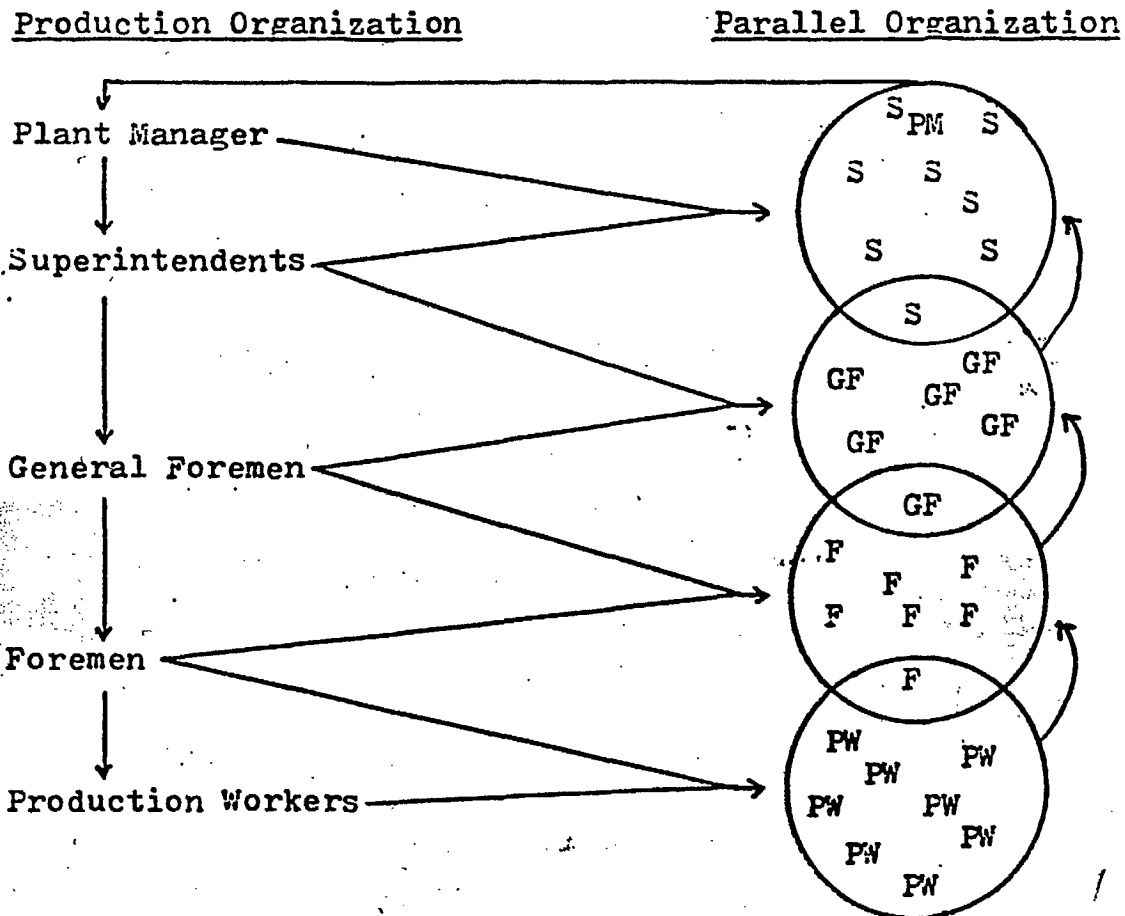 Production Organization
Parallel Organization
Plant Manager
Superintendents
General Foremen
Foremen
Production Workers
S PM S
S S
S
S S
S
GF GF
GF
GF GF
GF
F F
F
F F F
F
PW PW
PW
PW PW
PW PW
PW